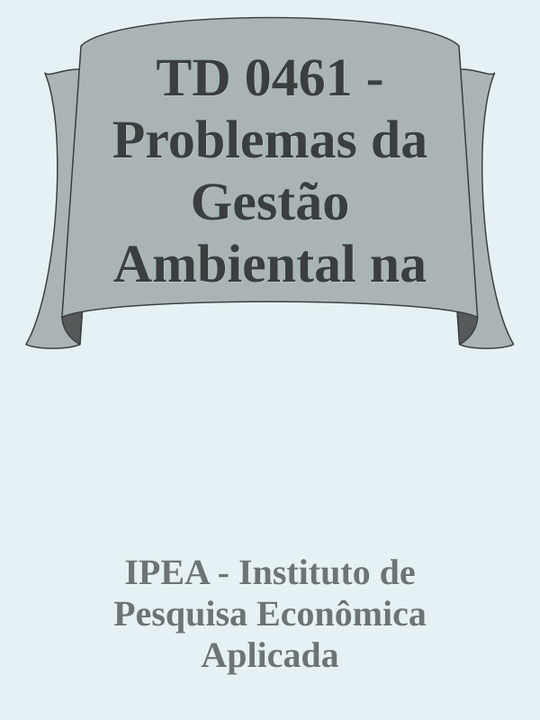 TD 0461 -
Problemas da
Gestão
Ambiental na
IPEA - Instituto de
Pesquisa Econômica
Aplicada